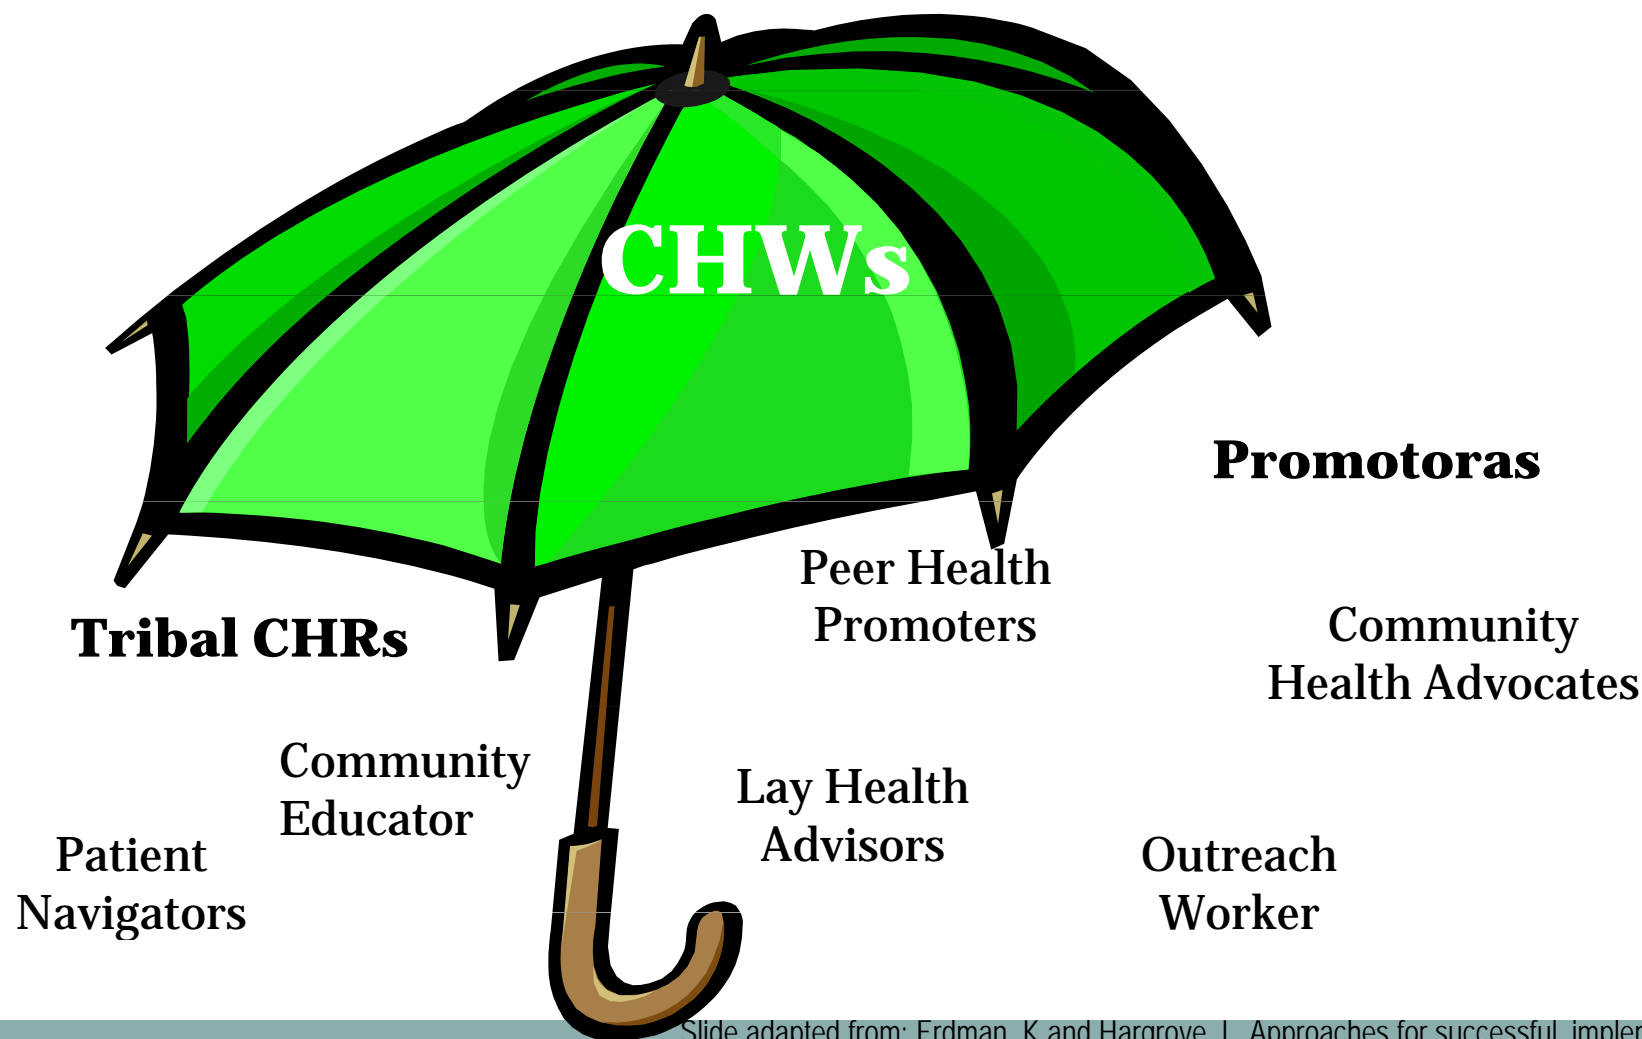 CHWs
Promotoras
Peer Health
Promoters
Tribal CHRs
Community
Health Advocates
Community
Educator
Lay Health
Advisors
Patient
Navigators
Outreach
Worker
Slide adapted from: Erdman, K and Hargrove, L. Approaches for successful